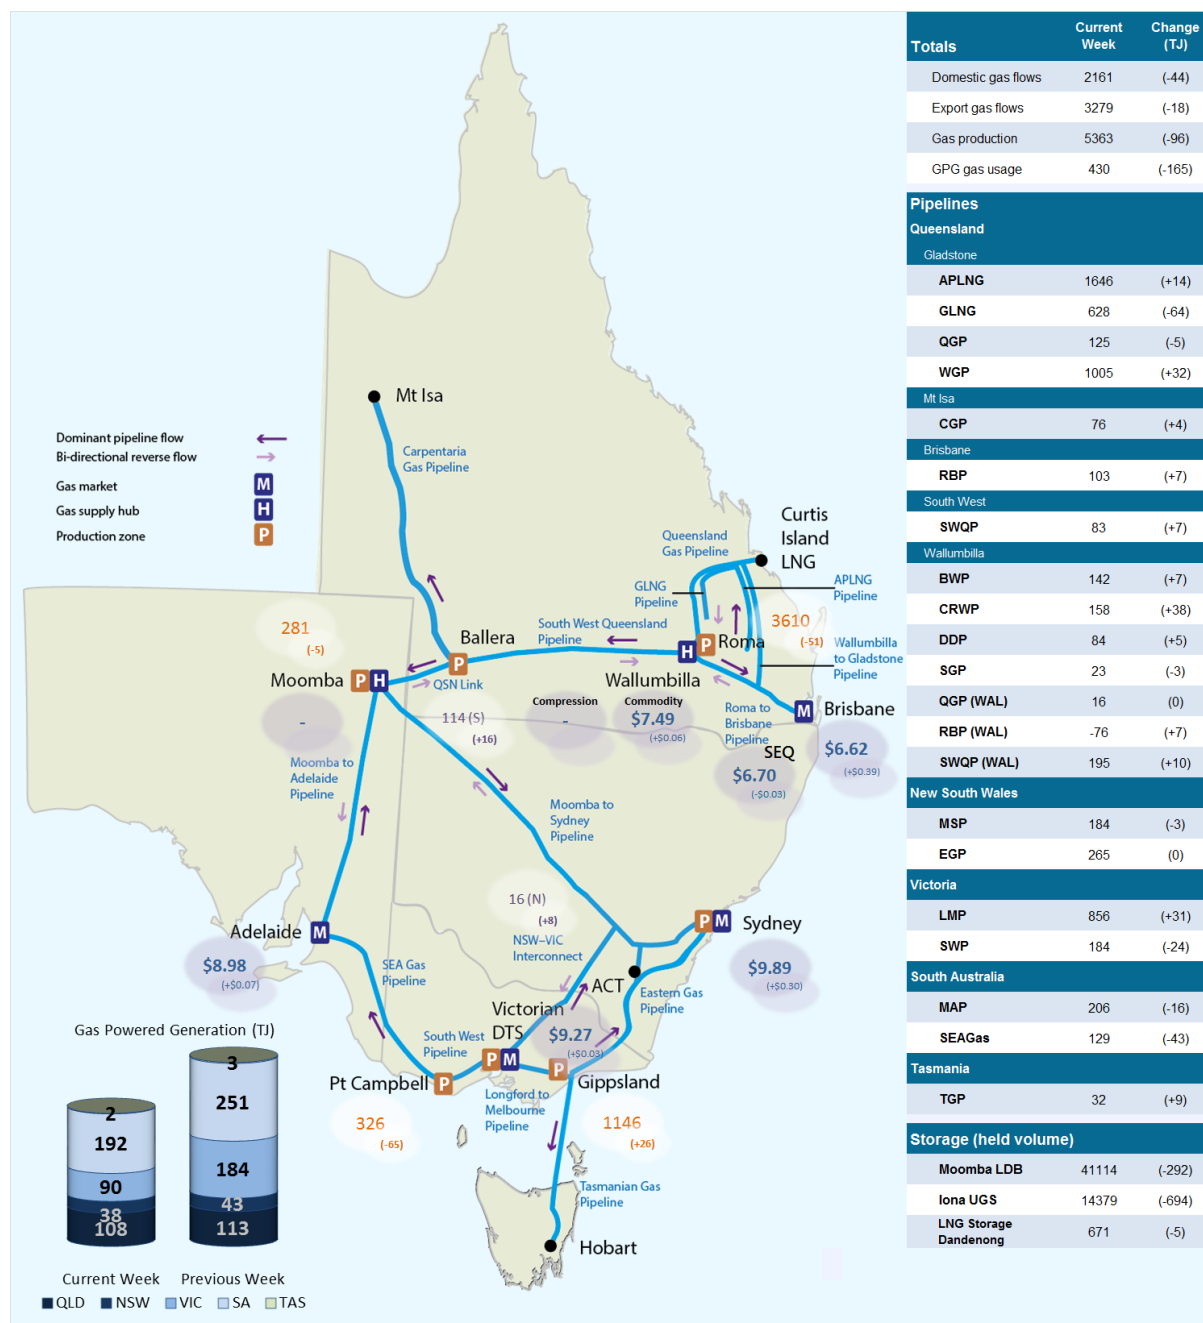 Mt Isa
Dominant pipeline flow
Bi-directional reverse flow
Gas market M
Gas supply hub H
Production zone P
Carpentaria
Gas Pipeline
Curtis
Island
LNG
Queensland
Gas Pipeline
GLNG
Pipeline
APLNG
Pipeline
3610
(-51)
281
(-5)
Ballera
P
South West Queensland
Pipeline
H P Roma
Wallumbilla
to Gladstone
Pipeline
Moomba P H
QSN Link
Wallumbilla
-
114 (S)
(+16)
Compression
-
Commodity
$7.49
(+$0.06)
Roma to
Brisbane
Pipeline
M Brisbane
$6.62
(+$0.39)
SEQ
$6.70
(-$0.03)
Moomba to
Adelaide
Pipeline
Moomba to
Sydney
Pipeline
16 (N)
(+8)
NSW–VIC
Interconnect
P M Sydney
$9.89
(+$0.30)
Adelaide M
$8.98
(+$0.07)
SEA Gas
Pipeline
ACT
Eastern Gas
Pipeline
Victorian
DTS
P M
$9.27
(+$0.03)
South West
Pipeline
Pt Campbell P
326
(-65)
P
Gippsland
1146
(+26)
Longford to
Melbourne
Pipeline
Tasmanian Gas
Pipeline
Hobart
Gas Powered Generation (TJ)
2
192
90
38
108
3
251
184
43
113
Current Week Previous Week
QLD NSW VIC SA TAS
Totals Current Week Change (TJ)
Domestic gas flows 2161 (-44)
Export gas flows 3279 (-18)
Gas production 5363 (-96)
GPG gas usage 430 (-165)
Pipelines
Queensland
Gladstone
APLNG 1646 (+14)
GLNG 628 (-64)
QGP 125 (-5)
WGP 1005 (+32)
Mt Isa
CGP 76 (+4)
Brisbane
RBP 103 (+7)
South West
SWQP 83 (+7)
Wallumbilla
BWP 142 (+7)
CRWP 158 (+38)
DDP 84 (+5)
SGP 23 (-3)
QGP (WAL) 16 (0)
RBP (WAL) -76 (+7)
SWQP (WAL) 195 (+10)
New South Wales
MSP 184 (-3)
EGP 265 (0)
Victoria
LMP 856 (+31)
SWP 184 (-24)
South Australia
MAP 206 (-16)
SEAGas 129 (-43)
Tasmania
TGP 32 (+9)
Storage (held volume)
Moomba LDB 41114 (-292)
Iona UGS 14379 (-694)
LNG Storage
Dandenong 671 (-5)